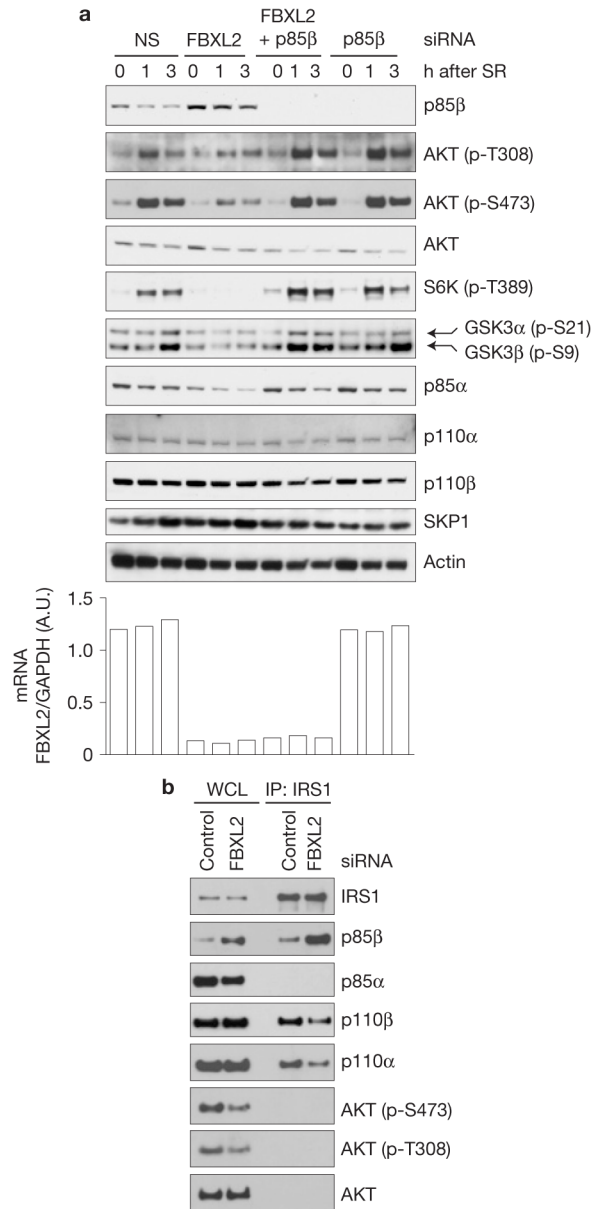 a
FBXL2
NS FBXL2 + p85β p85β siRNA
0 1 3 0 1 3 0 1 3 0 1 3 h after SR
p85β
AKT (p-T308)
AKT (p-S473)
AKT
S6K (p-T389)
GSK3α (p-S21)
GSK3β (p-S9)
p85α
p110α
p110β
SKP1
Actin
mRNA
FBXL2/GAPDH (A.U.)
1.5
1.0
0.5
0
b
WCL IP: IRS1
Control FBXL2 Control FBXL2 siRNA
IRS1
p85β
p85α
p110β
p110α
AKT (p-S473)
AKT (p-T308)
AKT